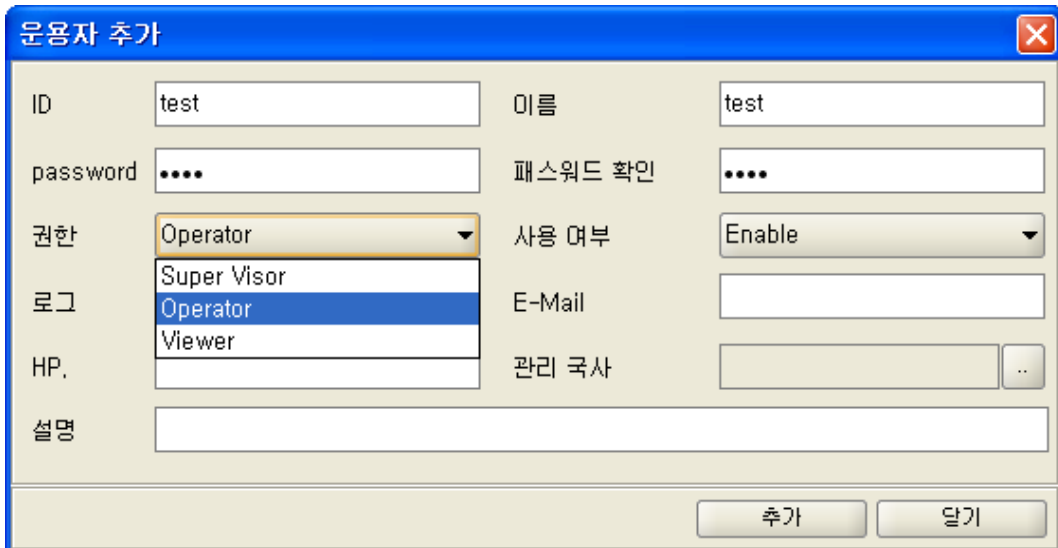 운용자 추가
ID test 이름 test
password •••• 패스워드 확인 ••••
권한 Operator 사용 여부 Enable
Super Visor
로그 Operator E-Mail
Viewer
HP. 관리 국사 ..
설명
추가 닫기